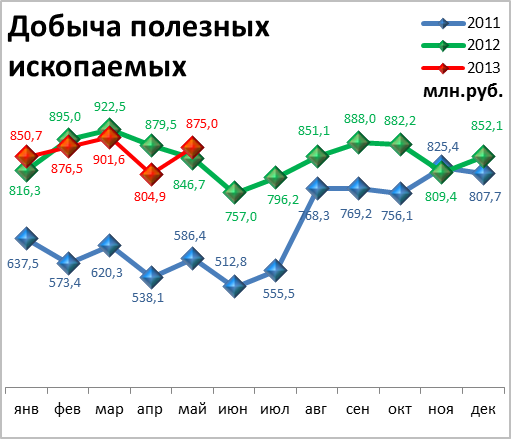 Добыча полезных
ископаемых
2011
2012
2013
млн.руб.
850,7 895,0 922,5 879,5 875,0 851,1 888,0 882,2 825,4 852,1
816,3 876,5 901,6 804,9 846,7 757,0 796,2 768,3 769,2 756,1 809,4 807,7
637,5 573,4 620,3 538,1 586,4 512,8 555,5
янв фев мар апр май июн июл авг сен окт ноя дек